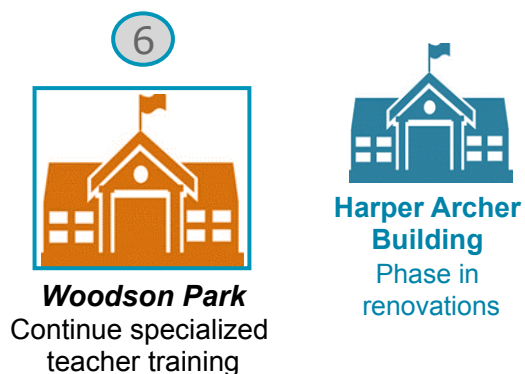 6
Woodson Park
Continue specialized
teacher training
Harper Archer
Building
Phase in
renovations